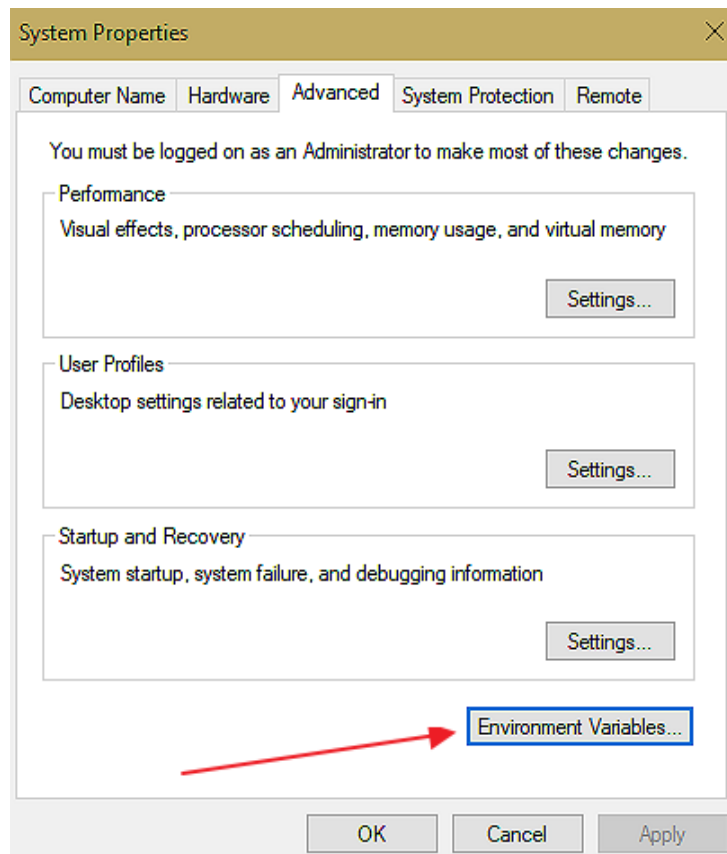 System Properties
Computer Name Hardware Advanced System Protection Remote
You must be logged on as an Administrator to make most of these changes.
Performance
Visual effects, processor scheduling, memory usage, and virtual memory
Settings...
User Profiles
Desktop settings related to your sign-in
Settings...
Startup and Recovery
System startup, system failure, and debugging information
Settings...
Environment Variables...
OK Cancel Apply